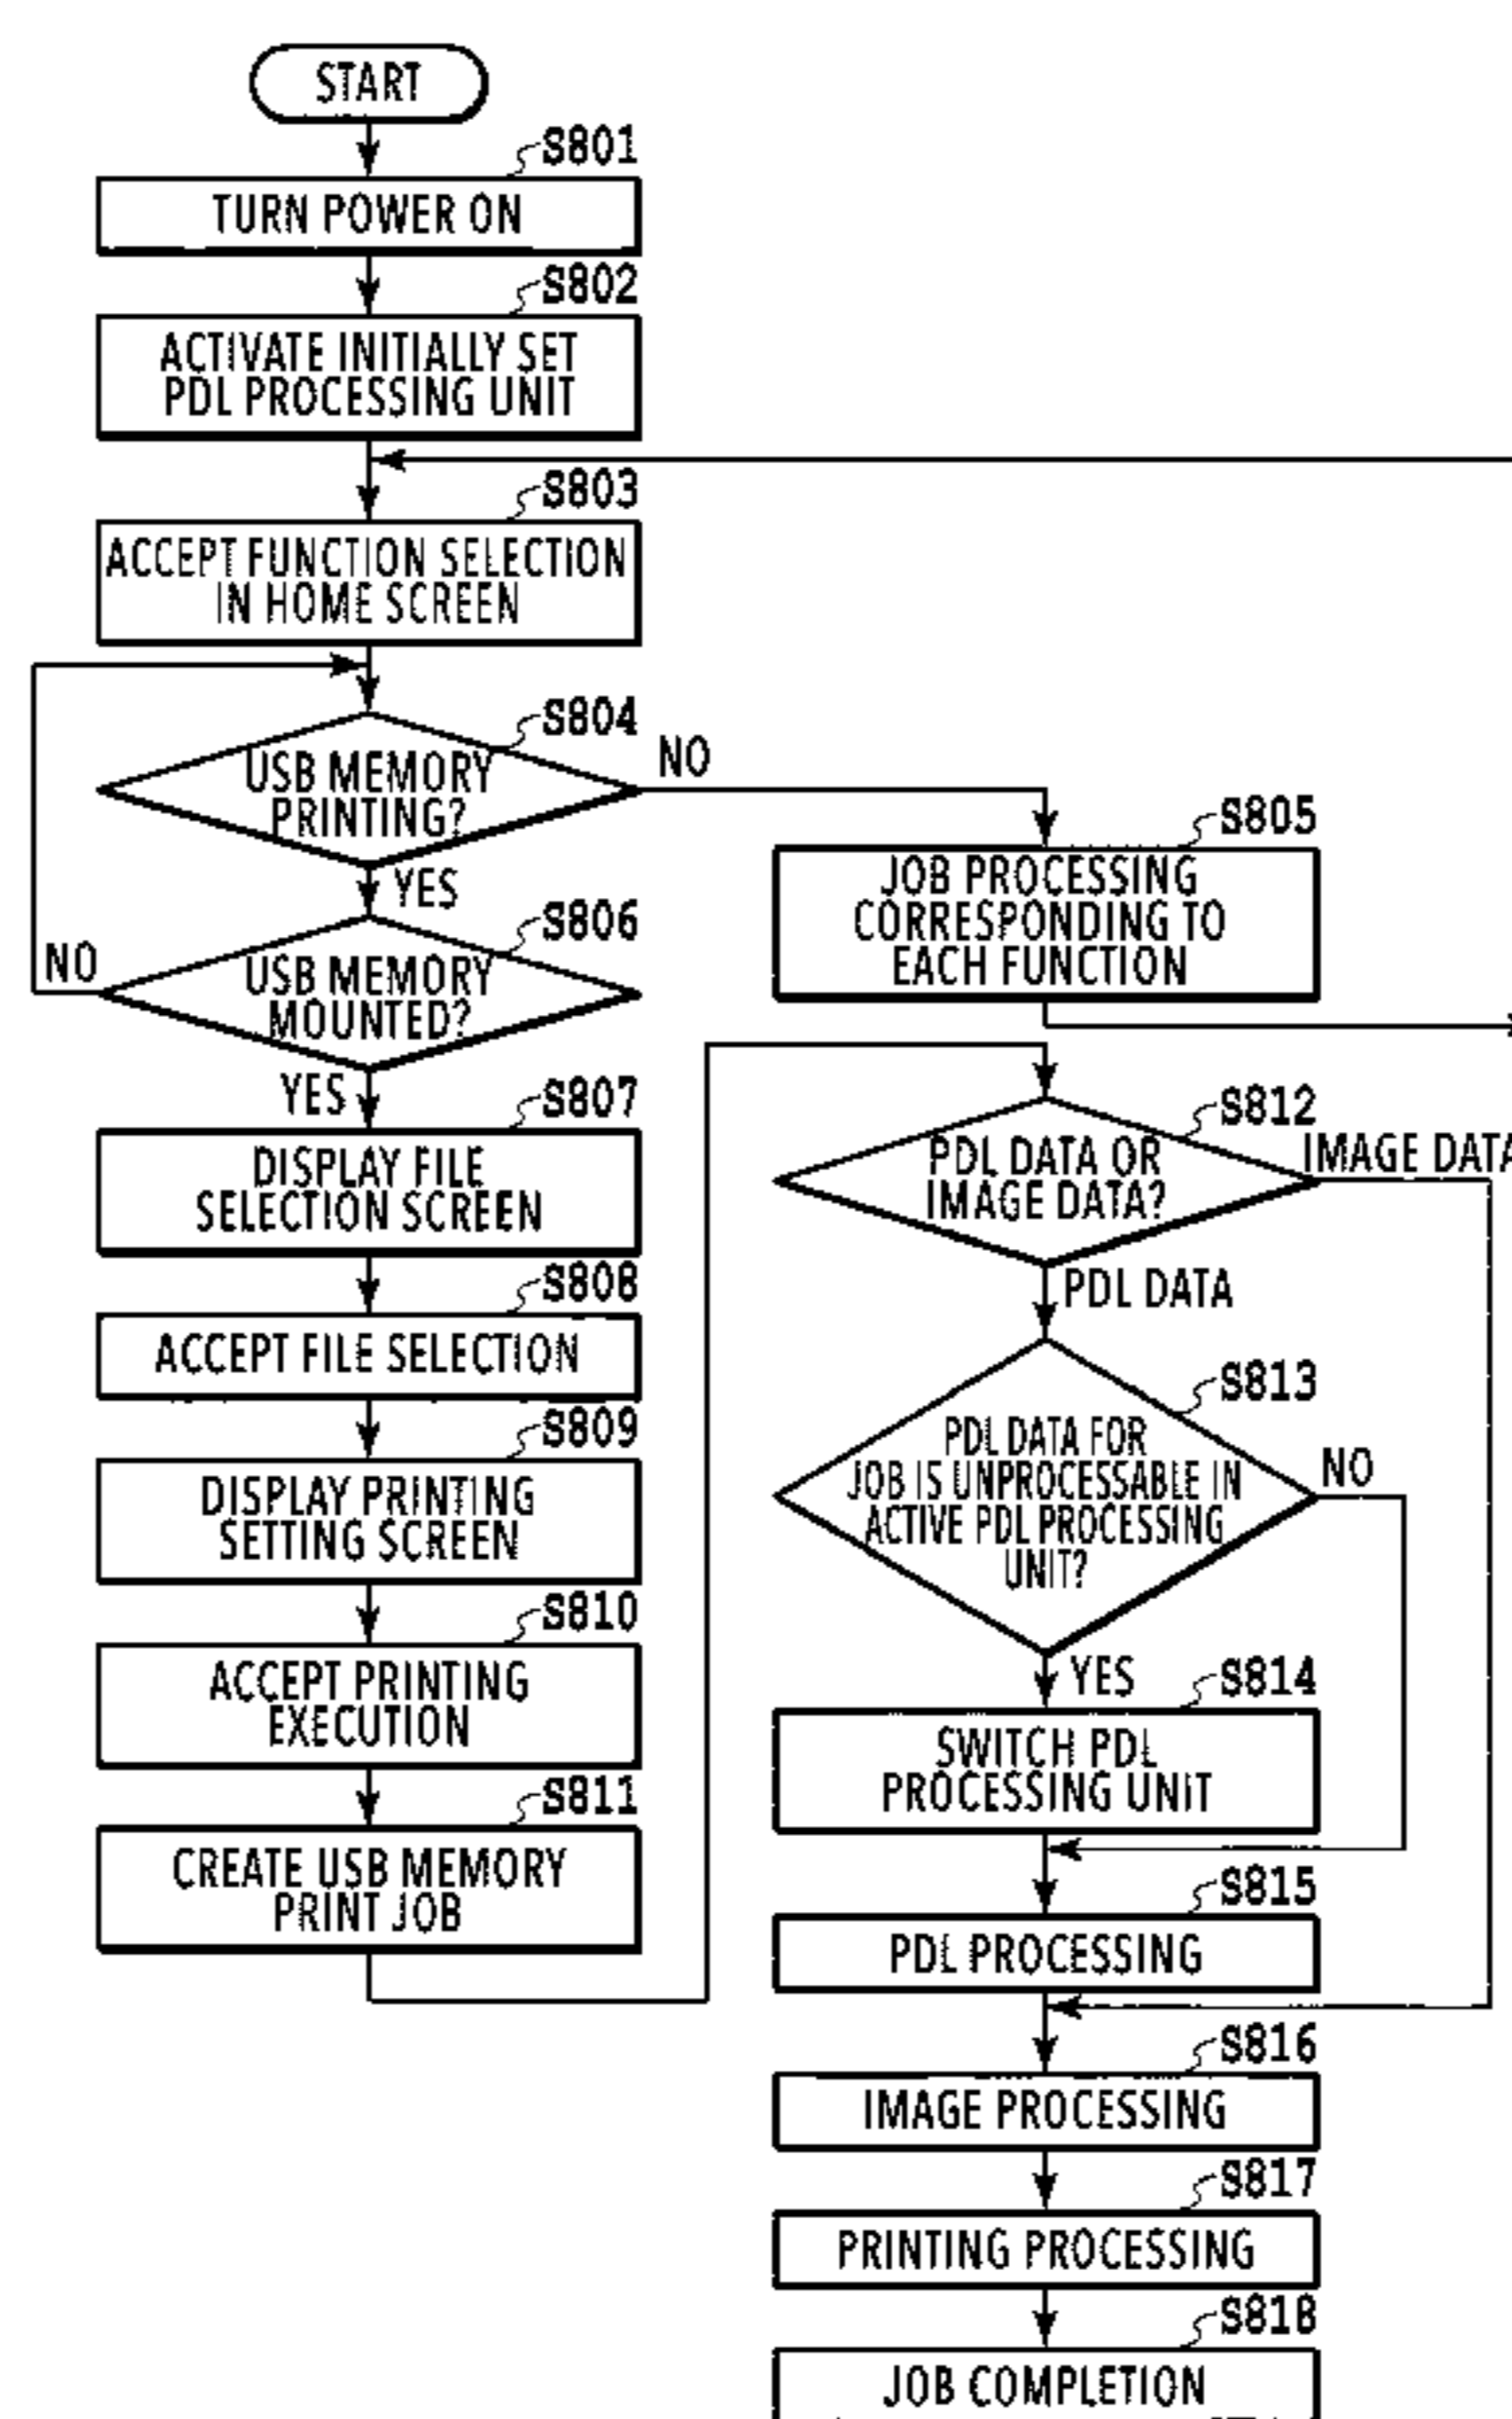 START
S801
TURN POWER ON
S802
ACTIVATE INITIALLY SET
PDL PROCESSING UNIT
S803
ACCEPT FUNCTION SELECTION
IN HOME SCREEN
S804
USB MEMORY
PRINTING?
NO
YES
S805
JOB PROCESSING
CORRESPONDING TO
EACH FUNCTION
S806
USB MEMORY
MOUNTED?
NO
YES
S807
DISPLAY FILE
SELECTION SCREEN
S808
ACCEPT FILE SELECTION
S809
DISPLAY PRINTING
SETTING SCREEN
S810
ACCEPT PRINTING
EXECUTION
S811
CREATE USB MEMORY
PRINT JOB
S812
PDL DATA OR
IMAGE DATA?
IMAGE DATA
PDL DATA
S813
PDL DATA FOR
JOB IS UNPROCESSABLE IN
ACTIVE PDL PROCESSING
UNIT?
NO
YES
S814
SWITCH PDL
PROCESSING UNIT
S815
PDL PROCESSING
S816
IMAGE PROCESSING
S817
PRINTING PROCESSING
S818
JOB COMPLETION